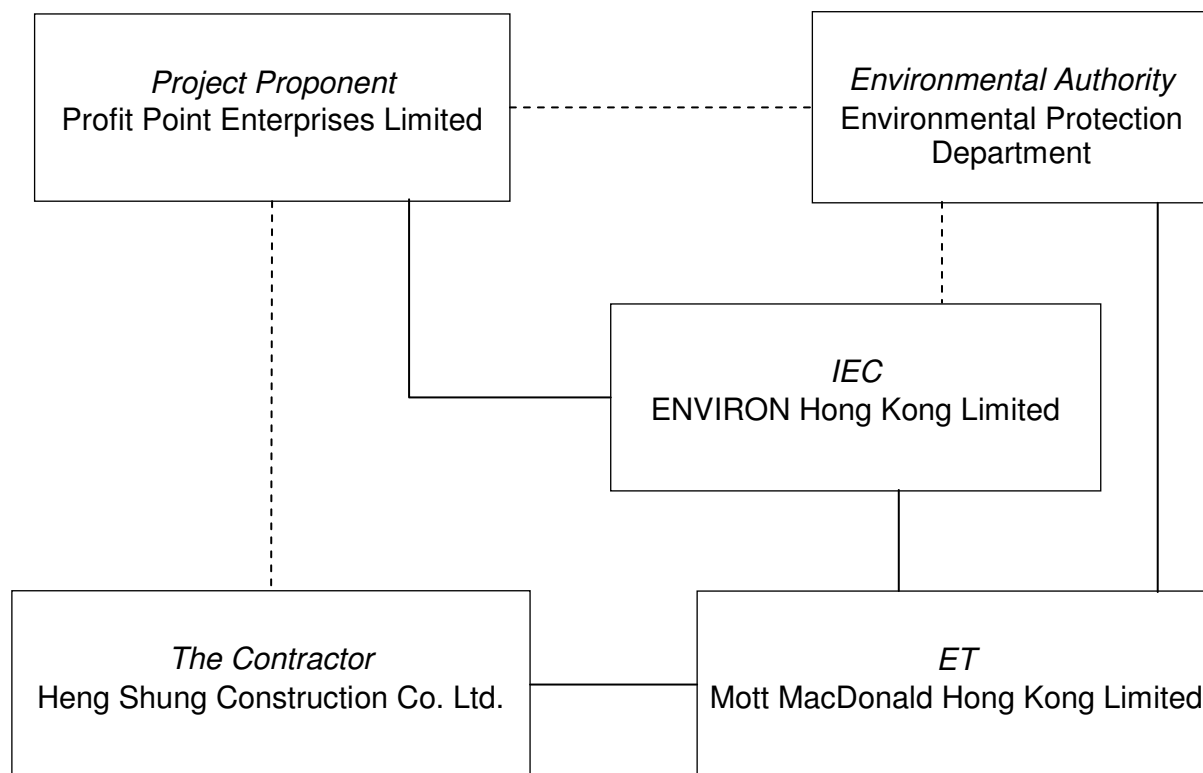 Project Proponent
Profit Point Enterprises Limited
Environmental Authority
Environmental Protection
Department
IEC
ENVIRON Hong Kong Limited
The Contractor
Heng Shung Construction Co. Ltd.
ET
Mott MacDonald Hong Kong Limited